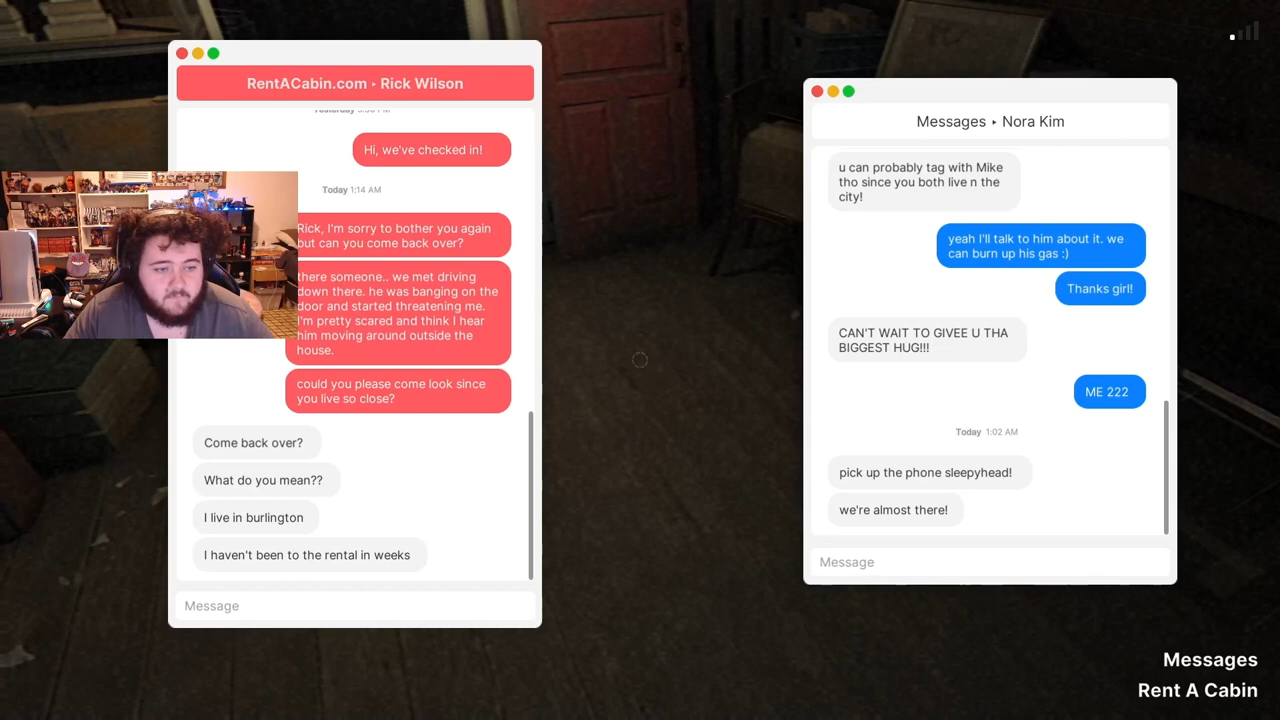 RentACabin.com ‣ Rick Wilson
Hi, we've checked in!
Today 1:14 AM
Rick, I'm sorry to bother you again
but can you come back over?
there someone.. we met driving
down there. he was banging on the
door and started threatening me.
I'm pretty scared and think I hear
him moving around outside the
house.
could you please come look since
you live so close?
Come back over?
What do you mean??
I live in burlington
I haven't been to the rental in weeks
Message
Messages ‣ Nora Kim
u can probably tag with Mike
tho since you both live n the
city!
yeah I'll talk to him about it. we
can burn up his gas :)
Thanks girl!
CAN'T WAIT TO GIVEE U THA
BIGGEST HUG!!!
ME 222
Today 1:02 AM
pick up the phone sleepyhead!
we're almost there!
Message
Messages
Rent A Cabin